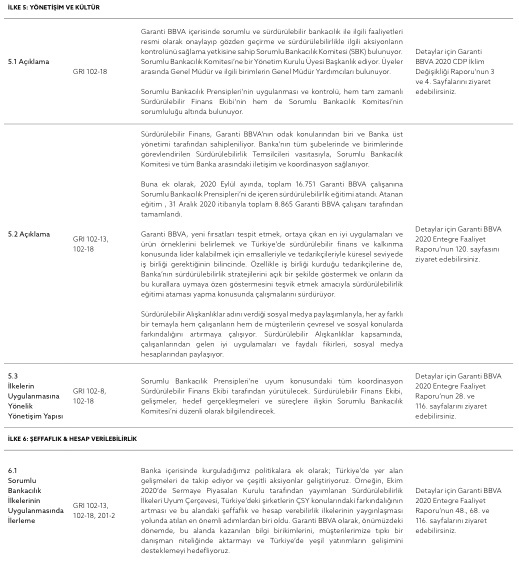 İLKE 5: YÖNETİŞİM VE KÜLTÜR
5.1 Açıklama
GRI 102-18
Garanti BBVA içerisinde sorumlu ve sürdürülebilir bankacılık ile ilgili faaliyetleri
resmi olarak onaylayıp gözden geçirme ve sürdürülebilirlikle ilgili aksiyonların
kontrolünü sağlama yetkisine sahip Sorumlu Bankacılık Komitesi (SBK) bulunuyor.
Sorumlu Bankacılık Komitesi'ne bir Yönetim Kurulu Üyesi Başkanlık ediyor. Üyeler
arasında Genel Müdür ve ilgili birimlerin Genel Müdür Yardımcıları bulunuyor.
Sorumlu Bankacılık Prensipleri'nin uygulanması ve kontrolü, hem tam zamanlı
Sürdürülebilir Finans Ekibi'nin hem de Sorumlu Bankacılık Komitesi'nin
sorumluluğu altında bulunuyor.
Detaylar için Garanti
BBVA 2020 CDP İklim
Değişikliği Raporu'nun 3
ve 4. Sayfalarını ziyaret
edebilirsiniz.
5.2 Açıklama
GRI 102-13,
102-18
Sürdürülebilir Finans, Garanti BBVA'nın odak konularından biri ve Banka üst
yönetimi tarafından sahipleniliyor. Banka'nın tüm şubelerinde ve birimlerinde
görevlendirilen Sürdürülebilirlik Temsilcileri vasıtasıyla, Sorumlu Bankacılık
Komitesi ve tüm Banka arasındaki iletişim ve koordinasyon sağlanıyor.
Buna ek olarak, 2020 Eylül ayında, toplam 16.751 Garanti BBVA çalışanına
Sorumlu Bankacılık Prensipleri'ni de içeren sürdürülebilirlik eğitimi atandı. Atanan
eğitim , 31 Aralık 2020 itibarıyla toplam 8.865 Garanti BBVA çalışanı tarafından
tamamlandı.
Garanti BBVA, yeni fırsatları tespit etmek, ortaya çıkan en iyi uygulamaları ve
ürün örneklerini belirlemek ve Türkiye'de sürdürülebilir finans ve kalkınma
konusunda lider kalabilmek için emsalleriyle ve tedarikçileriyle küresel seviyede
iş birliği gerektiğinin bilincinde. Özellikle iş birliği kurduğu tedarikçilerine de,
Banka'nın sürdürülebilirlik stratejilerini açık bir şekilde göstermek ve onların da
bu kurallara uymaya özen göstermesini teşvik etmek amacıyla sürdürülebilirlik
eğitimi ataması yapma konusunda çalışmalarını sürdürüyor.
Sürdürülebilir Alışkanlıklar adını verdiği sosyal medya paylaşımlarıyla, her ay farklı
bir temayla hem çalışanların hem de müşterilerin çevresel ve sosyal konularda
farkındalığını artırmaya çalışıyor. Sürdürülebilir Alışkanlıklar kapsamında,
çalışanlarından gelen iyi uygulamaları ve faydalı fikirleri, sosyal medya
hesaplarından paylaşıyor.
Detaylar için Garanti BBVA
2020 Entegre Faaliyet
Raporu'nun 120. sayfasını
ziyaret edebilirsiniz.
5.3
İlkelerin
Uygulanmasına
Yönelik
Yönetişim Yapısı
GRI 102-8,
102-18
Sorumlu Bankacılık Prensipleri'ne uyum konusundaki tüm koordinasyon
Sürdürülebilir Finans Ekibi tarafından yürütülecek. Sürdürülebilir Finans Ekibi,
gelişmeler, hedef gerçekleşmeleri ve süreçlere ilişkin Sorumlu Bankacılık
Komitesi'ni düzenli olarak bilgilendirecek.
Detaylar için Garanti BBVA
2020 Entegre Faaliyet
Raporu'nun 28. ve
116. sayfalarını ziyaret
edebilirsiniz.
İLKE 6: ŞEFFAFLIK & HESAP VERİLEBİLİRLİK
6.1
Sorumlu
Bankacılık
İlkelerinin
Uygulanmasında
İlerleme
GRI 102-13,
102-18, 201-2
Banka içerisinde kurguladığımız politikalara ek olarak; Türkiye'de yer alan
gelişmeleri de takip ediyor ve çeşitli aksiyonlar geliştiriyoruz. Örneğin, Ekim
2020'de Sermaye Piyasaları Kurulu tarafından yayımlanan Sürdürülebilirlik
İlkeleri Uyum Çerçevesi, Türkiye'deki şirketlerin ÇSY konularındaki farkındalığının
artması ve bu alandaki şeffaflık ve hesap verebilirlik ilkelerinin yaygınlaşması
yolunda atılan en önemli adımlardan biri oldu. Garanti BBVA olarak, önümüzdeki
dönemde, bu alanda kazanılan bilgi birikimlerini, müşterilerimize tıpkı bir
danışman niteliğinde aktarmayı ve Türkiye'de yeşil yatırımların gelişimini
desteklemeyi hedefliyoruz.
Detaylar için Garanti BBVA
2020 Entegre Faaliyet
Raporu'nun 48., 68. ve
116. sayfalarını ziyaret
edebilirsiniz.